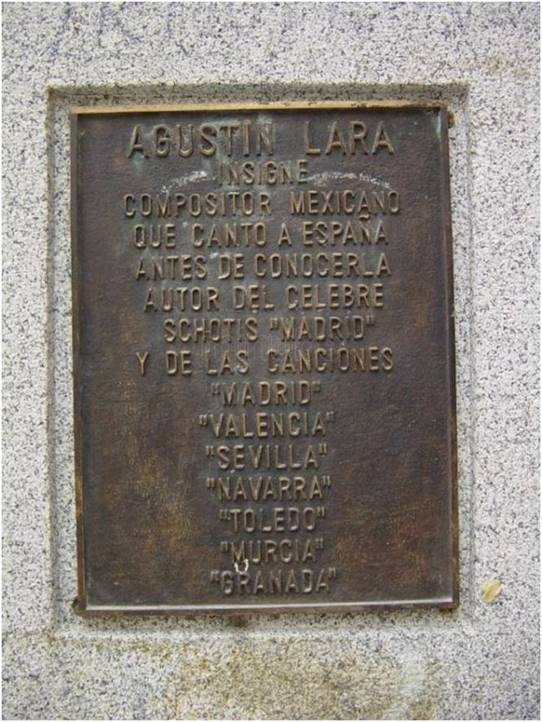 AGUSTIN LARA
INSIGNE
COMPOSITOR MEXICANO
QUE CANTO A ESPAÑA
ANTES DE CONOCERLA
AUTOR DEL CELEBRE
SCHOTIS "MADRID"
Y DE LAS CANCIONES
"MADRID"
"VALENCIA"
"SEVILLA"
"NAVARRA"
"TOLEDO"
"MURCIA"
"GRANADA"